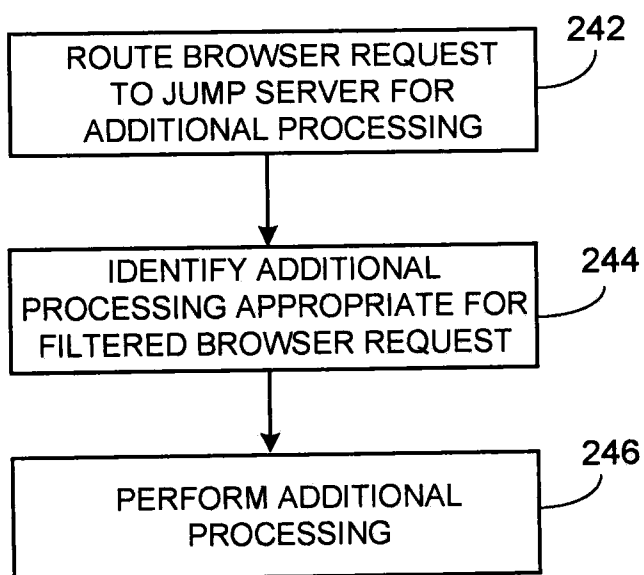 242
ROUTE BROWSER REQUEST
TO JUMP SERVER FOR
ADDITIONAL PROCESSING
244
IDENTIFY ADDITIONAL
PROCESSING APPROPRIATE FOR
FILTERED BROWSER REQUEST
246
PERFORM ADDITIONAL
PROCESSING